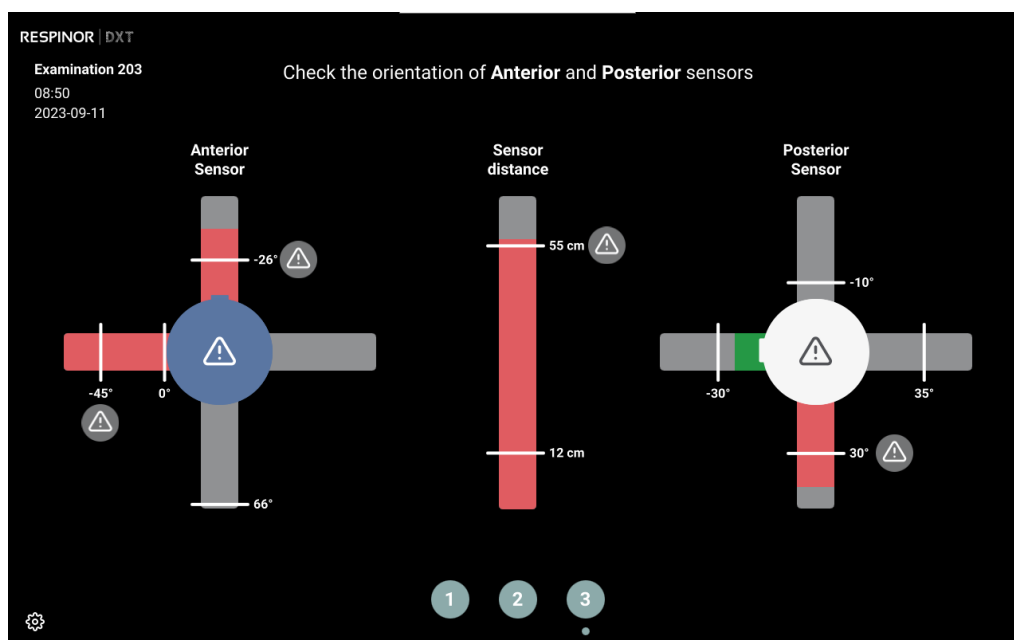 RESPINOR | DXT
Examination 203
08:50
2023-09-11
Check the orientation of Anterior and Posterior sensors
Anterior
Sensor
-26°
-45°
0°
66°
Sensor
distance
55 cm
12 cm
Posterior
Sensor
-10°
-30°
35°
30°
1
2
3